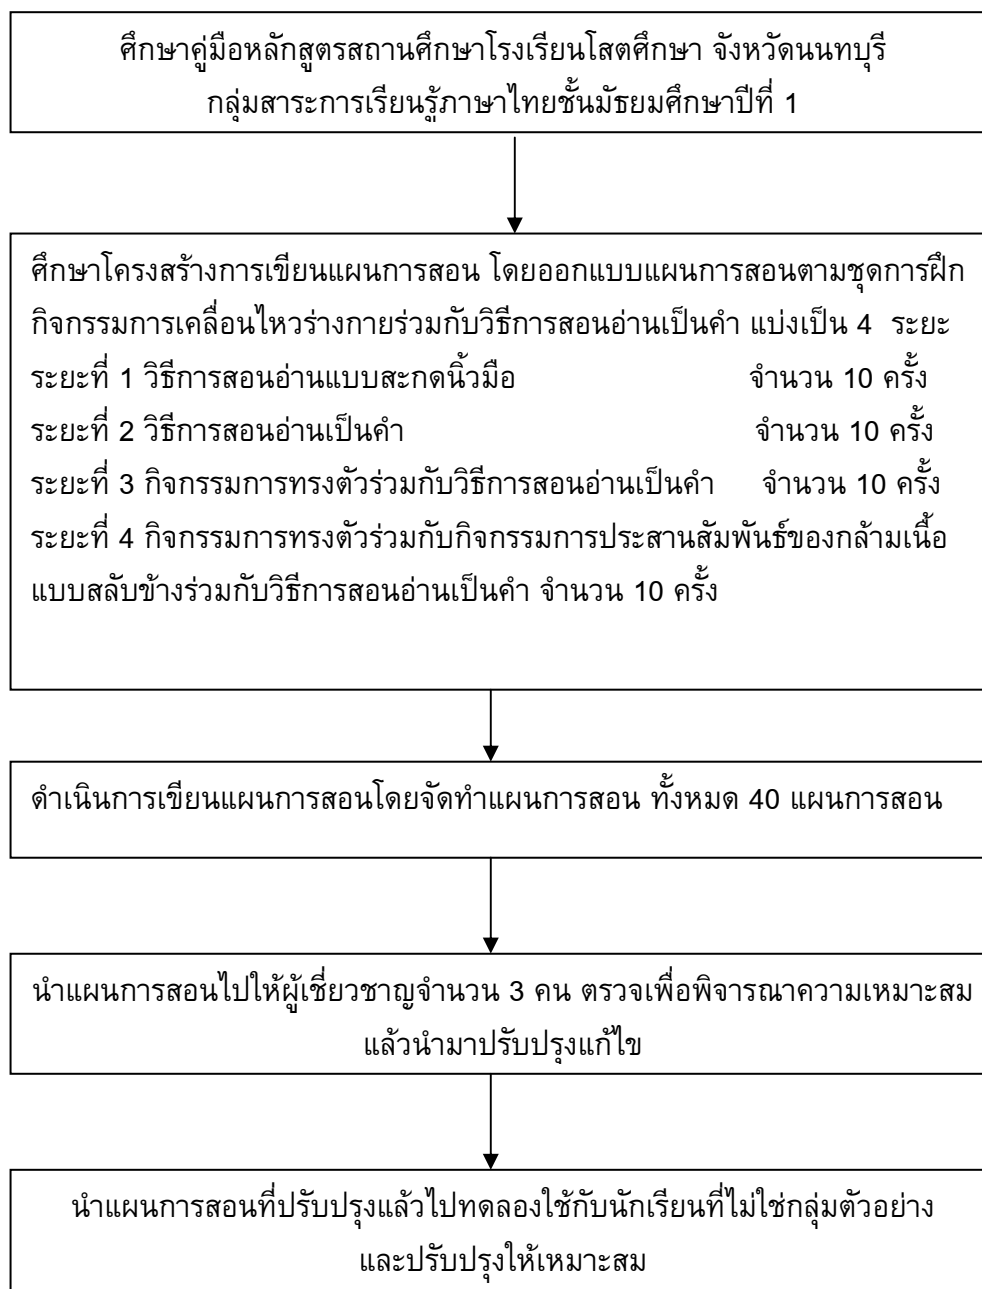 ศึกษาคู่มือหลักสูตรสถานศึกษาโรงเรียนโสตศึกษา จังหวัดนนทบุรี
กลุ่มสาระการเรียนรู้ภาษาไทยชั้นมัธยมศึกษาปีที่ 1
ศึกษาโครงสร้างการเขียนแผนการสอน โดยออกแบบแผนการสอนตามชุดการฝึก
กิจกรรมการเคลื่อนไหวร่างกายร่วมกับวิธีการสอนอ่านเป็นคำ แบ่งเป็น 4 ระยะ
ระยะที่ 1 วิธีการสอนอ่านแบบสะกดนิ้วมือ จำนวน 10 ครั้ง
ระยะที่ 2 วิธีการสอนอ่านเป็นคำ จำนวน 10 ครั้ง
ระยะที่ 3 กิจกรรมการทรงตัวร่วมกับวิธีการสอนอ่านเป็นคำ จำนวน 10 ครั้ง
ระยะที่ 4 กิจกรรมการทรงตัวร่วมกับกิจกรรมการประสานสัมพันธ์ของกล้ามเนื้อ
แบบสลับข้างร่วมกับวิธีการสอนอ่านเป็นคำ จำนวน 10 ครั้ง
ดำเนินการเขียนแผนการสอนโดยจัดทำแผนการสอน ทั้งหมด 40 แผนการสอน
นำแผนการสอนไปให้ผู้เชี่ยวชาญจำนวน 3 คน ตรวจเพื่อพิจารณาความเหมาะสม
แล้วนำมาปรับปรุงแก้ไข
นำแผนการสอนที่ปรับปรุงแล้วไปทดลองใช้กับนักเรียนที่ไม่ใช่กลุ่มตัวอย่าง
และปรับปรุงให้เหมาะสม